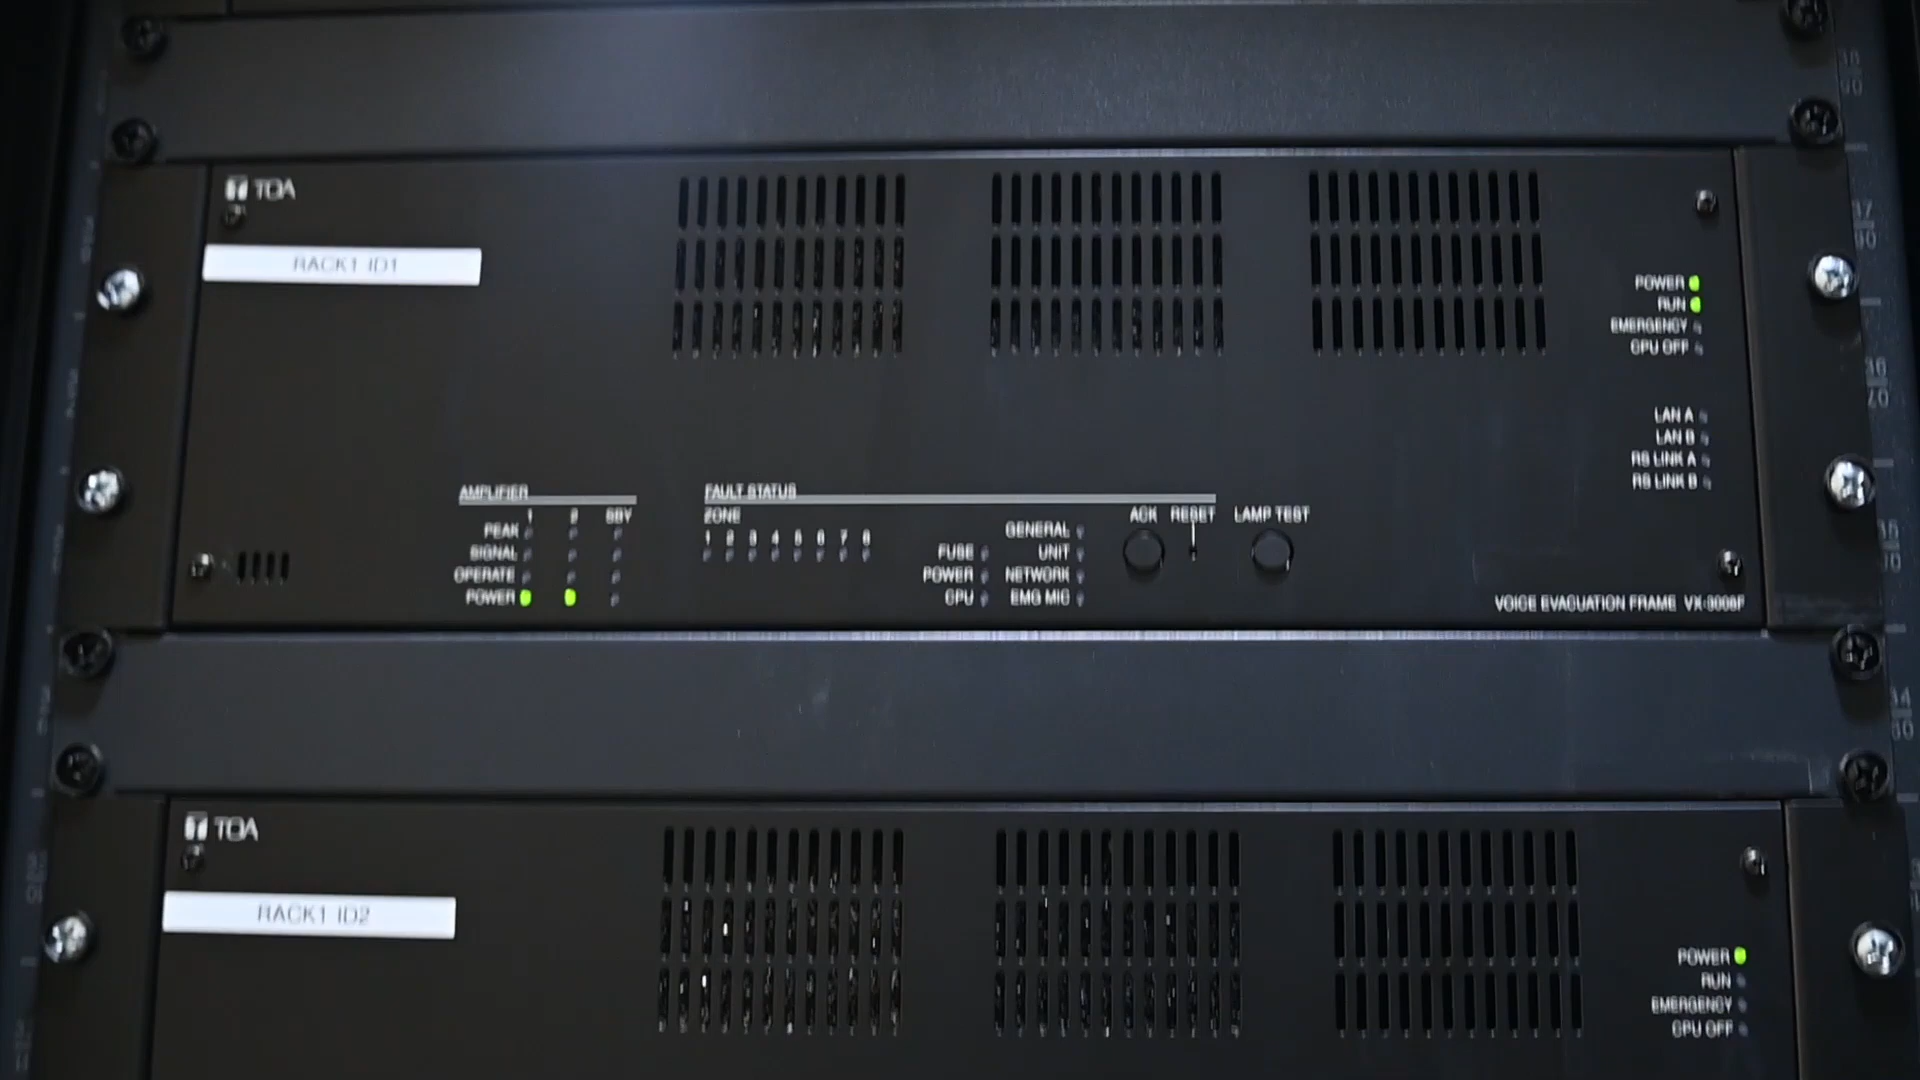 TOA
RACK1 ID1
POWER
RUN
EMERGENCY
CPU OFF
LAN A
LAN B
RS LINK A
RS LINK B
AMPLIFIER
1 2 SBY
PEAK
SIGNAL
OPERATE
POWER
FAULT STATUS
ZONE
1 2 3 4 5 6 7 8
FUSE
POWER
CPU
GENERAL
UNIT
NETWORK
EMG MIC
ACK RESET LAMP TEST
VOICE EVACUATION FRAME VX-3008F
TOA
RACK1 ID2
POWER
RUN
EMERGENCY
CPU OFF